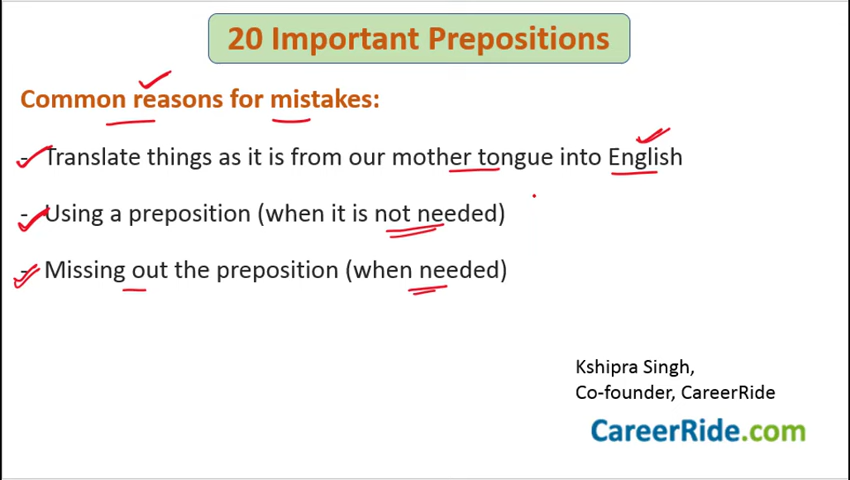 20 Important Prepositions
Common reasons for mistakes:
- Translate things as it is from our mother tongue into English
- Using a preposition (when it is not needed)
- Missing out the preposition (when needed)
Kshipra Singh,
Co-founder, CareerRide
CareerRide.com